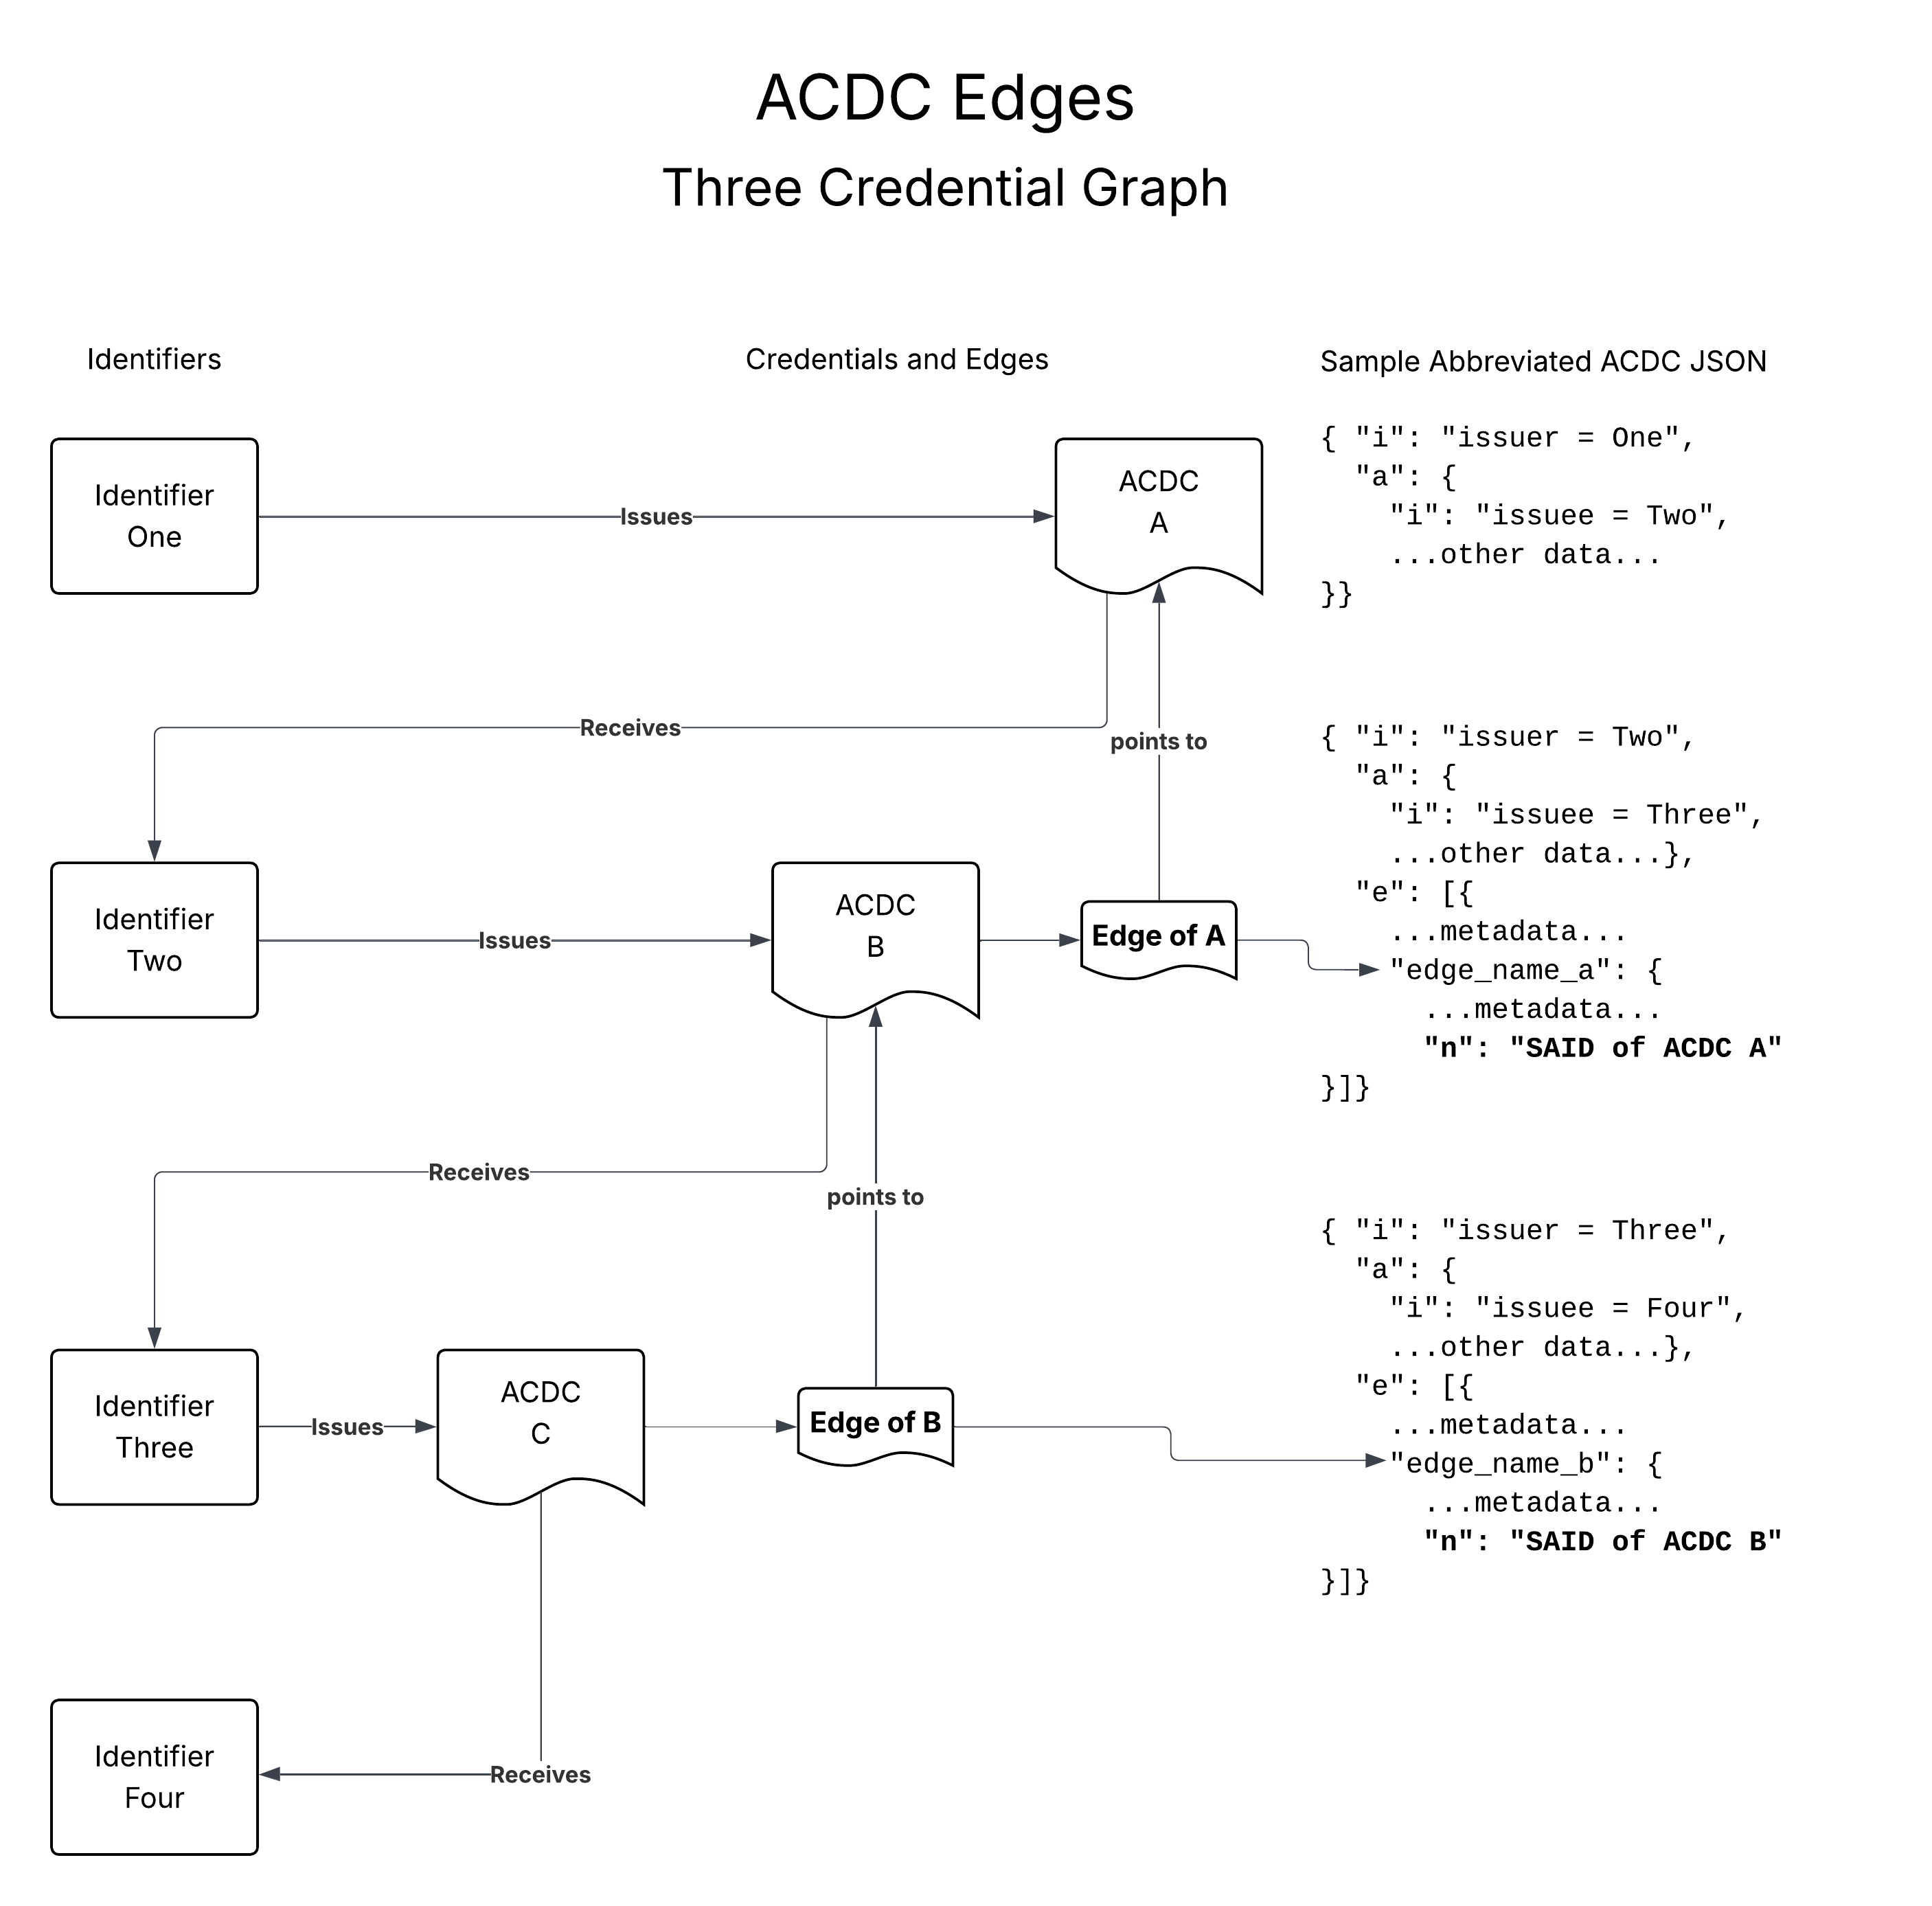 ACDC Edges
Three Credential Graph
Identifiers
Credentials and Edges
Sample Abbreviated ACDC JSON
Identifier
One
Issues
ACDC
A
{ "i": "issuer = One",
  "a": {
    "i": "issuee = Two",
    ...other data...
}}
Receives
points to
Identifier
Two
Issues
ACDC
B
Edge of A
{ "i": "issuer = Two",
  "a": {
    "i": "issuee = Three",
    ...other data...},
  "e": [{
    ...metadata...
    "edge_name_a": {
      ...metadata...
      "n": "SAID of ACDC A"
}]}
Receives
points to
Identifier
Three
Issues
ACDC
C
Edge of B
{ "i": "issuer = Three",
  "a": {
    "i": "issuee = Four",
    ...other data...},
  "e": [{
    ...metadata...
    "edge_name_b": {
      ...metadata...
      "n": "SAID of ACDC B"
}]}
Identifier
Four
Receives